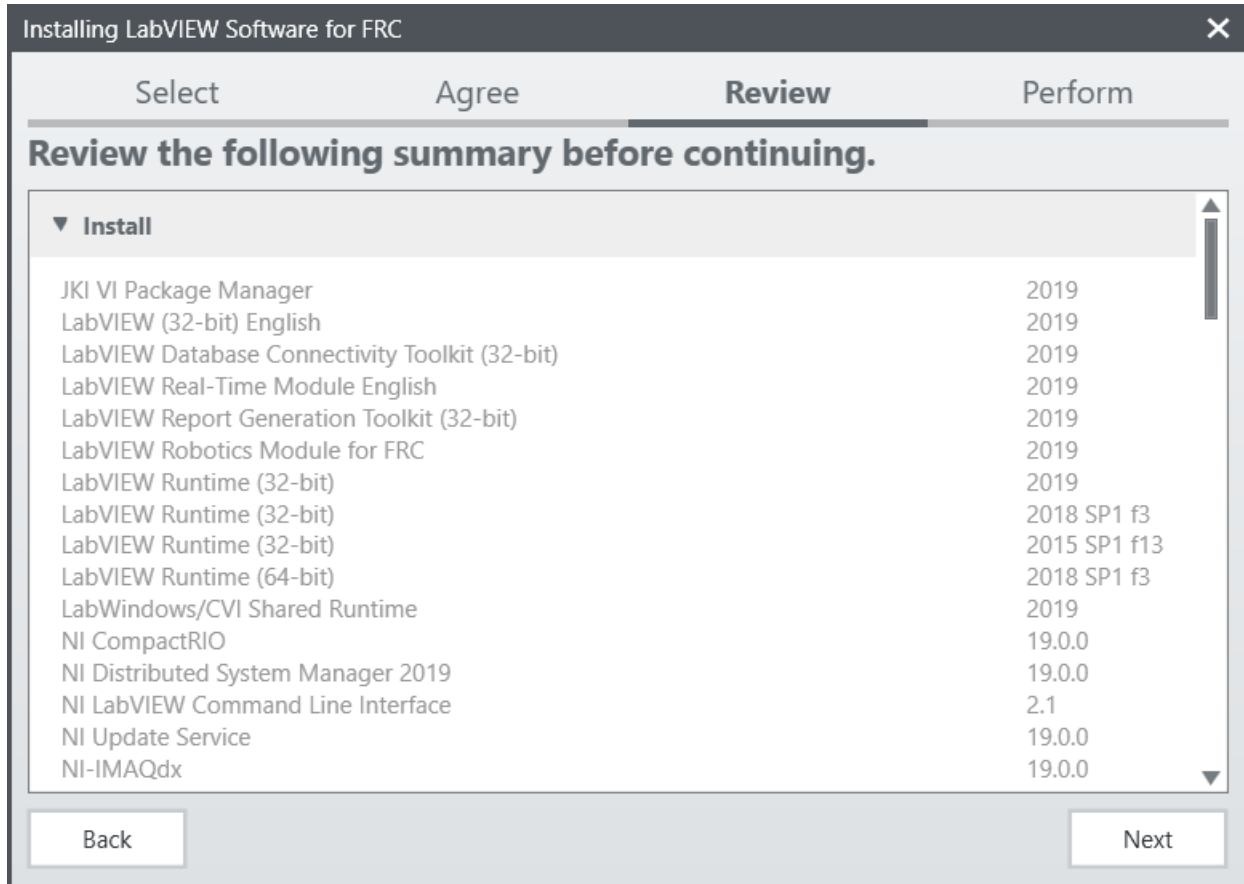 Installing LabVIEW Software for FRC
Select Agree Review Perform
Review the following summary before continuing.
Install
JKI VI Package Manager 2019
LabVIEW (32-bit) English 2019
LabVIEW Database Connectivity Toolkit (32-bit) 2019
LabVIEW Real-Time Module English 2019
LabVIEW Report Generation Toolkit (32-bit) 2019
LabVIEW Robotics Module for FRC 2019
LabVIEW Runtime (32-bit) 2019
LabVIEW Runtime (32-bit) 2018 SP1 f3
LabVIEW Runtime (32-bit) 2015 SP1 f13
LabVIEW Runtime (64-bit) 2018 SP1 f3
LabWindows/CVI Shared Runtime 2019
NI CompactRIO 19.0.0
NI Distributed System Manager 2019 19.0.0
NI LabVIEW Command Line Interface 2.1
NI Update Service 19.0.0
NI-IMAQdx 19.0.0
Back Next